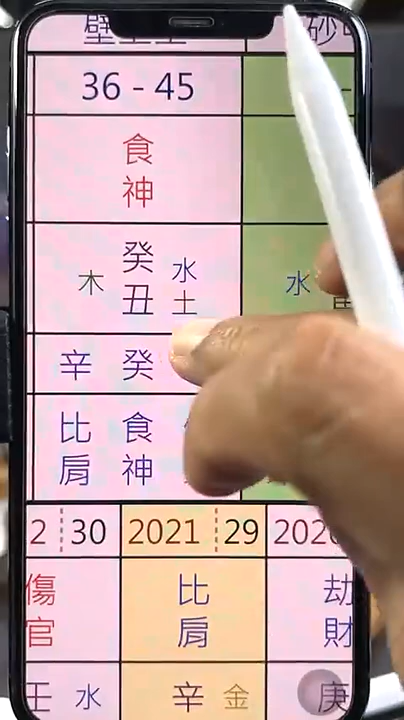 36 - 45
食
神
癸 水
木 丑 土
水
辛 癸
比 食
肩 神
2 30 2021 29 202
傷 比 劫
官 肩 財
壬 水 辛 金 庚